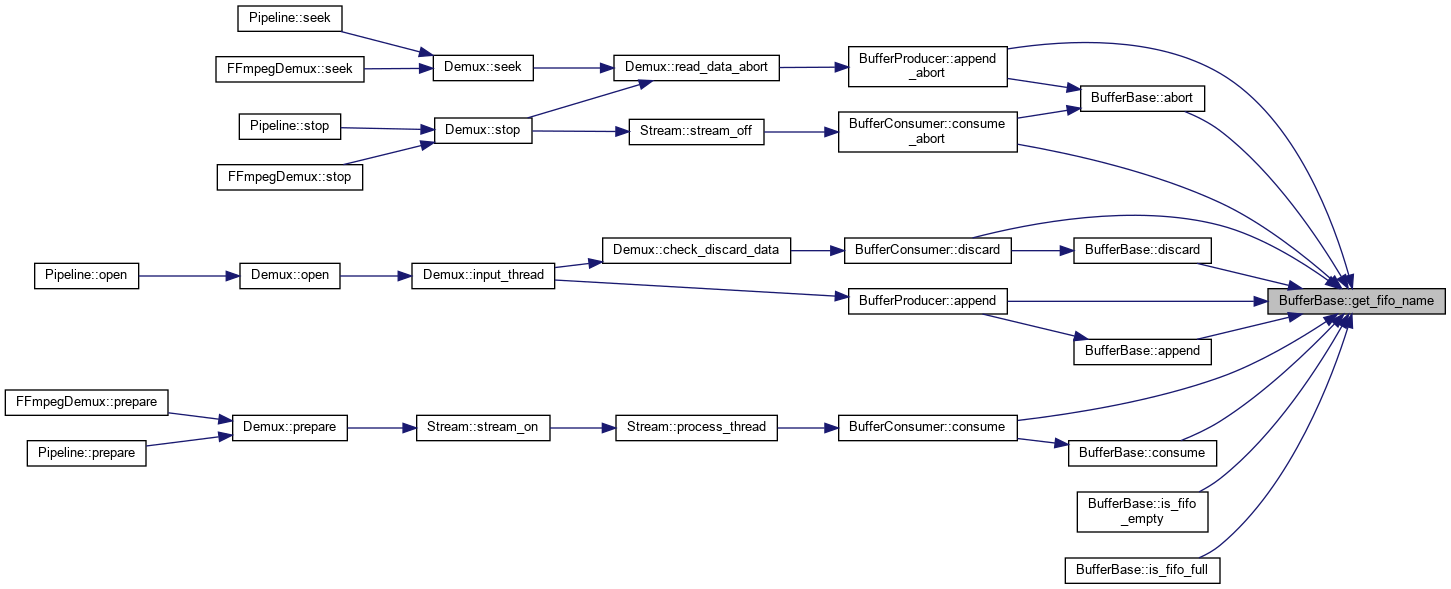 Pipeline::seek
FFmpegDemux::seek
Demux::seek
Demux::read_data_abort
BufferProducer::append
_abort
BufferBase::abort
Pipeline::stop
Demux::stop
FFmpegDemux::stop
Stream::stream_off
BufferConsumer::consume
_abort
Pipeline::open
Demux::open
Demux::input_thread
Demux::check_discard_data
BufferConsumer::discard
BufferBase::discard
BufferProducer::append
BufferBase::get_fifo_name
BufferBase::append
FFmpegDemux::prepare
Pipeline::prepare
Demux::prepare
Stream::stream_on
Stream::process_thread
BufferConsumer::consume
BufferBase::consume
BufferBase::is_fifo
_empty
BufferBase::is_fifo_full